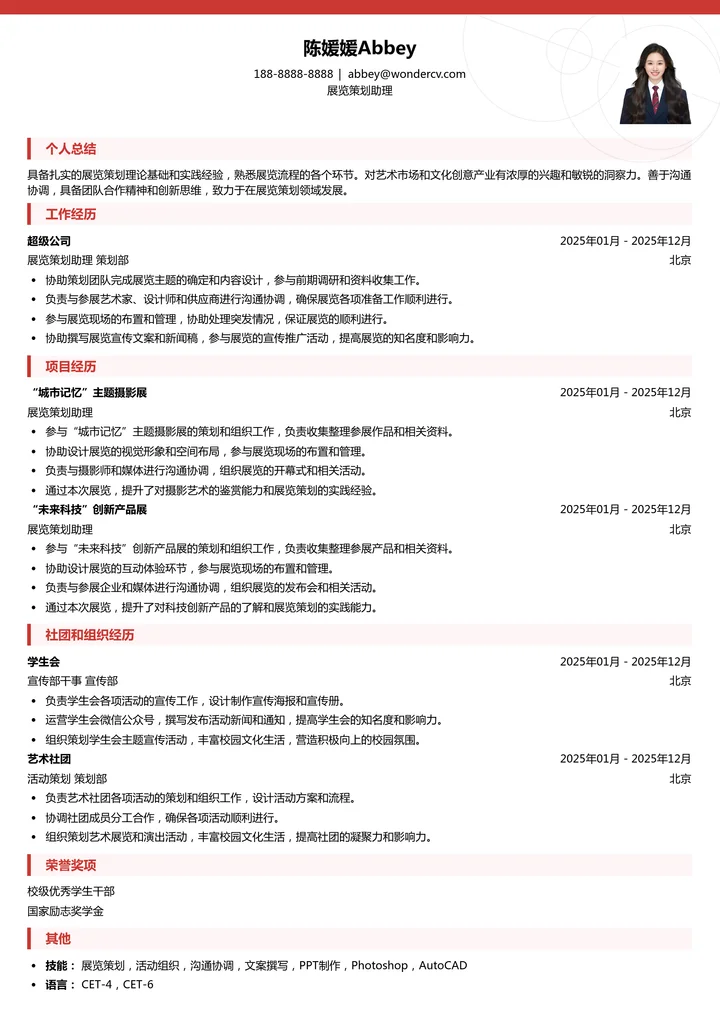 陈媛媛Abbey
188-8888-8888 | abbey@wondercv.com
展览策划助理
个人总结
具备扎实的展览策划理论基础和实践经验，熟悉展览流程的各个环节。对艺术市场和文化创意产业有浓厚的兴趣和敏锐的洞察力。善于沟通
协调，具备团队合作精神和创新思维，致力于在展览策划领域发展。
工作经历
超级公司 2025年01月 - 2025年12月
展览策划助理 策划部 北京
• 协助策划团队完成展览主题的确定和内容设计，参与前期调研和资料收集工作。
• 负责与参展艺术家、设计师和供应商进行沟通协调，确保展览各项准备工作顺利进行。
• 参与展览现场的布置和管理，协助处理突发情况，保证展览的顺利进行。
• 协助撰写展览宣传文案和新闻稿，参与展览的宣传推广活动，提高展览的知名度和影响力。
项目经历
“城市记忆”主题摄影展 2025年01月 - 2025年12月
展览策划助理 北京
• 参与“城市记忆”主题摄影展的策划和组织工作，负责收集整理参展作品和相关资料。
• 协助设计展览的视觉形象和空间布局，参与展览现场的布置和管理。
• 负责与摄影师和媒体进行沟通协调，组织展览的开幕式和相关活动。
• 通过本次展览，提升了对摄影艺术的鉴赏能力和展览策划的实践经验。
“未来科技”创新产品展 2025年01月 - 2025年12月
展览策划助理 北京
• 参与“未来科技”创新产品展的策划和组织工作，负责收集整理参展产品和相关资料。
• 协助设计展览的互动体验环节，参与展览现场的布置和管理。
• 负责与参展企业和媒体进行沟通协调，组织展览的发布会和相关活动。
• 通过本次展览，提升了对科技创新产品的了解和展览策划的实践能力。
社团和组织经历
学生会 2025年01月 - 2025年12月
宣传部干事 宣传部 北京
• 负责学生会各项活动的宣传工作，设计制作宣传海报和宣传册。
• 运营学生会微信公众号，撰写发布活动新闻和通知，提高学生会的知名度和影响力。
• 组织策划学生会主题宣传活动，丰富校园文化生活，营造积极向上的校园氛围。
艺术社团 2025年01月 - 2025年12月
活动策划 策划部 北京
• 负责艺术社团各项活动的策划和组织工作，设计活动方案和流程。
• 协调社团成员分工合作，确保各项活动顺利进行。
• 组织策划艺术展览和演出活动，丰富校园文化生活，提高社团的凝聚力和影响力。
荣誉奖项
校级优秀学生干部
国家励志奖学金
其他
• 技能： 展览策划，活动组织，沟通协调，文案撰写，PPT制作，Photoshop，AutoCAD
• 语言： CET-4，CET-6